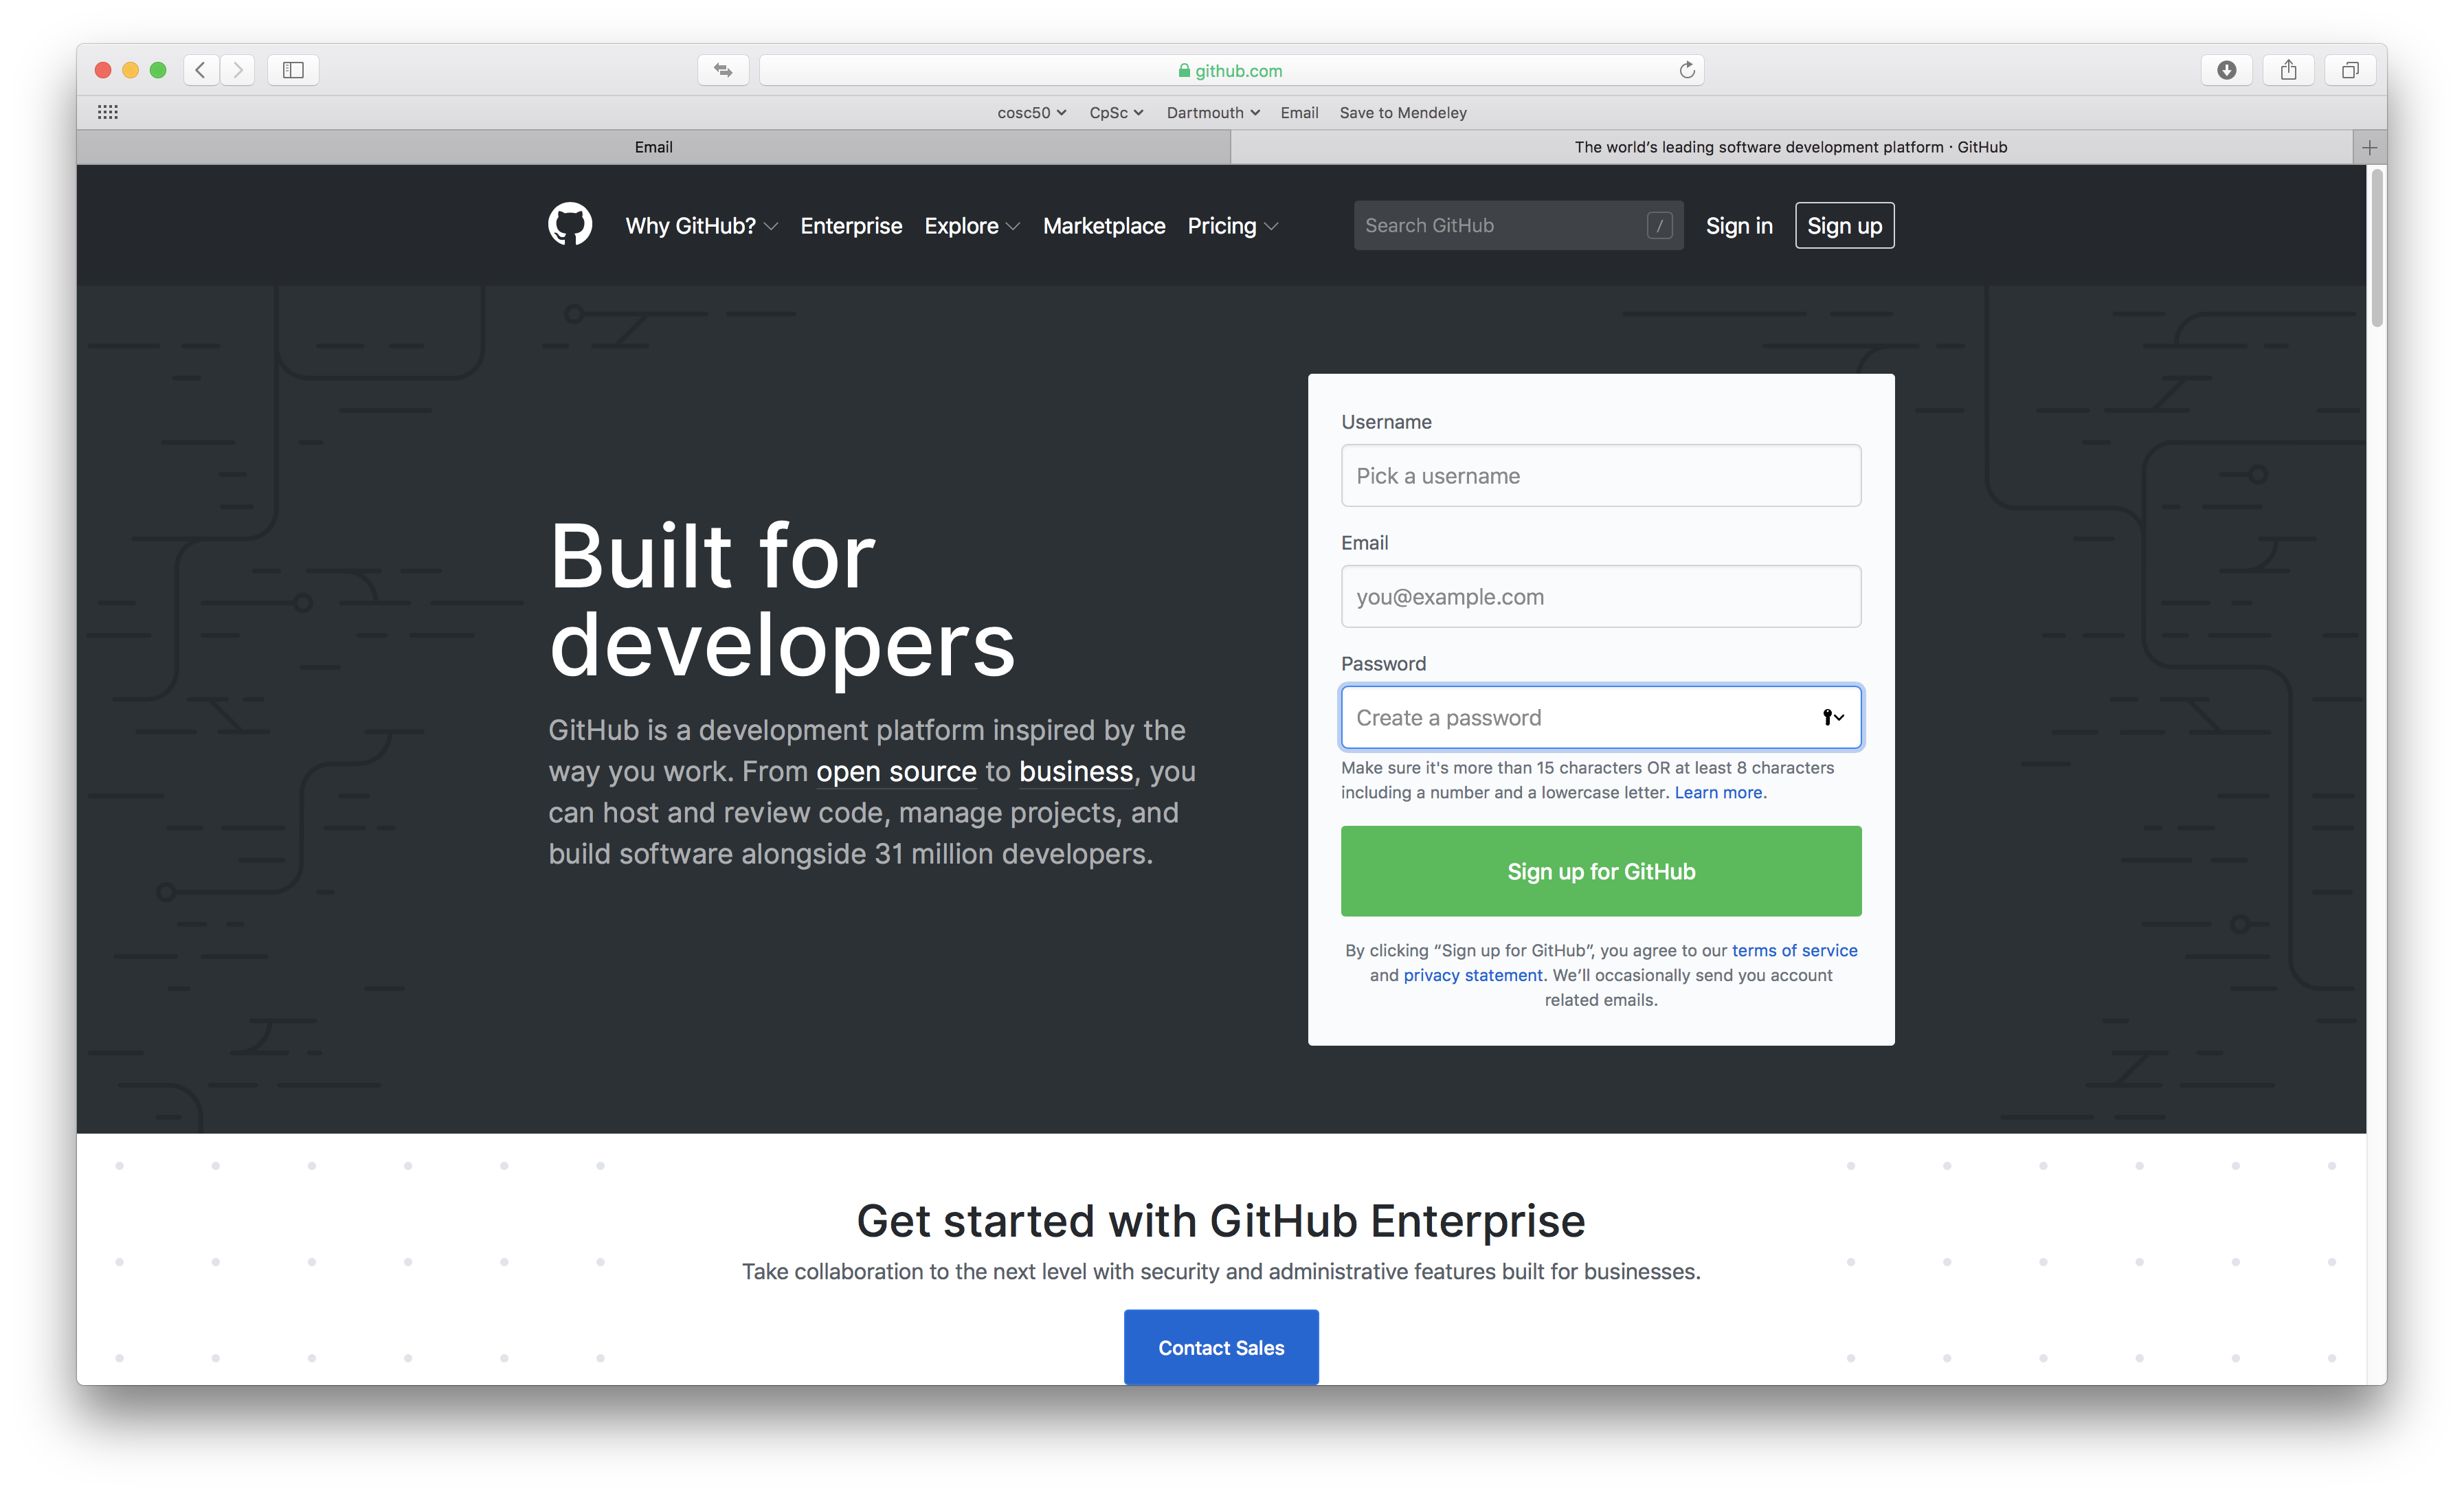 github.com
cosc50 CpSc Dartmouth Email Save to Mendeley
Email The world’s leading software development platform · GitHub
Why GitHub? Enterprise Explore Marketplace Pricing Search GitHub / Sign in Sign up
Built for
developers
GitHub is a development platform inspired by the
way you work. From open source to business, you
can host and review code, manage projects, and
build software alongside 31 million developers.
Username
Pick a username
Email
you@example.com
Password
Create a password
Make sure it's more than 15 characters OR at least 8 characters
including a number and a lowercase letter. Learn more.
Sign up for GitHub
By clicking “Sign up for GitHub”, you agree to our terms of service
and privacy statement. We’ll occasionally send you account
related emails.
Get started with GitHub Enterprise
Take collaboration to the next level with security and administrative features built for businesses.
Contact Sales